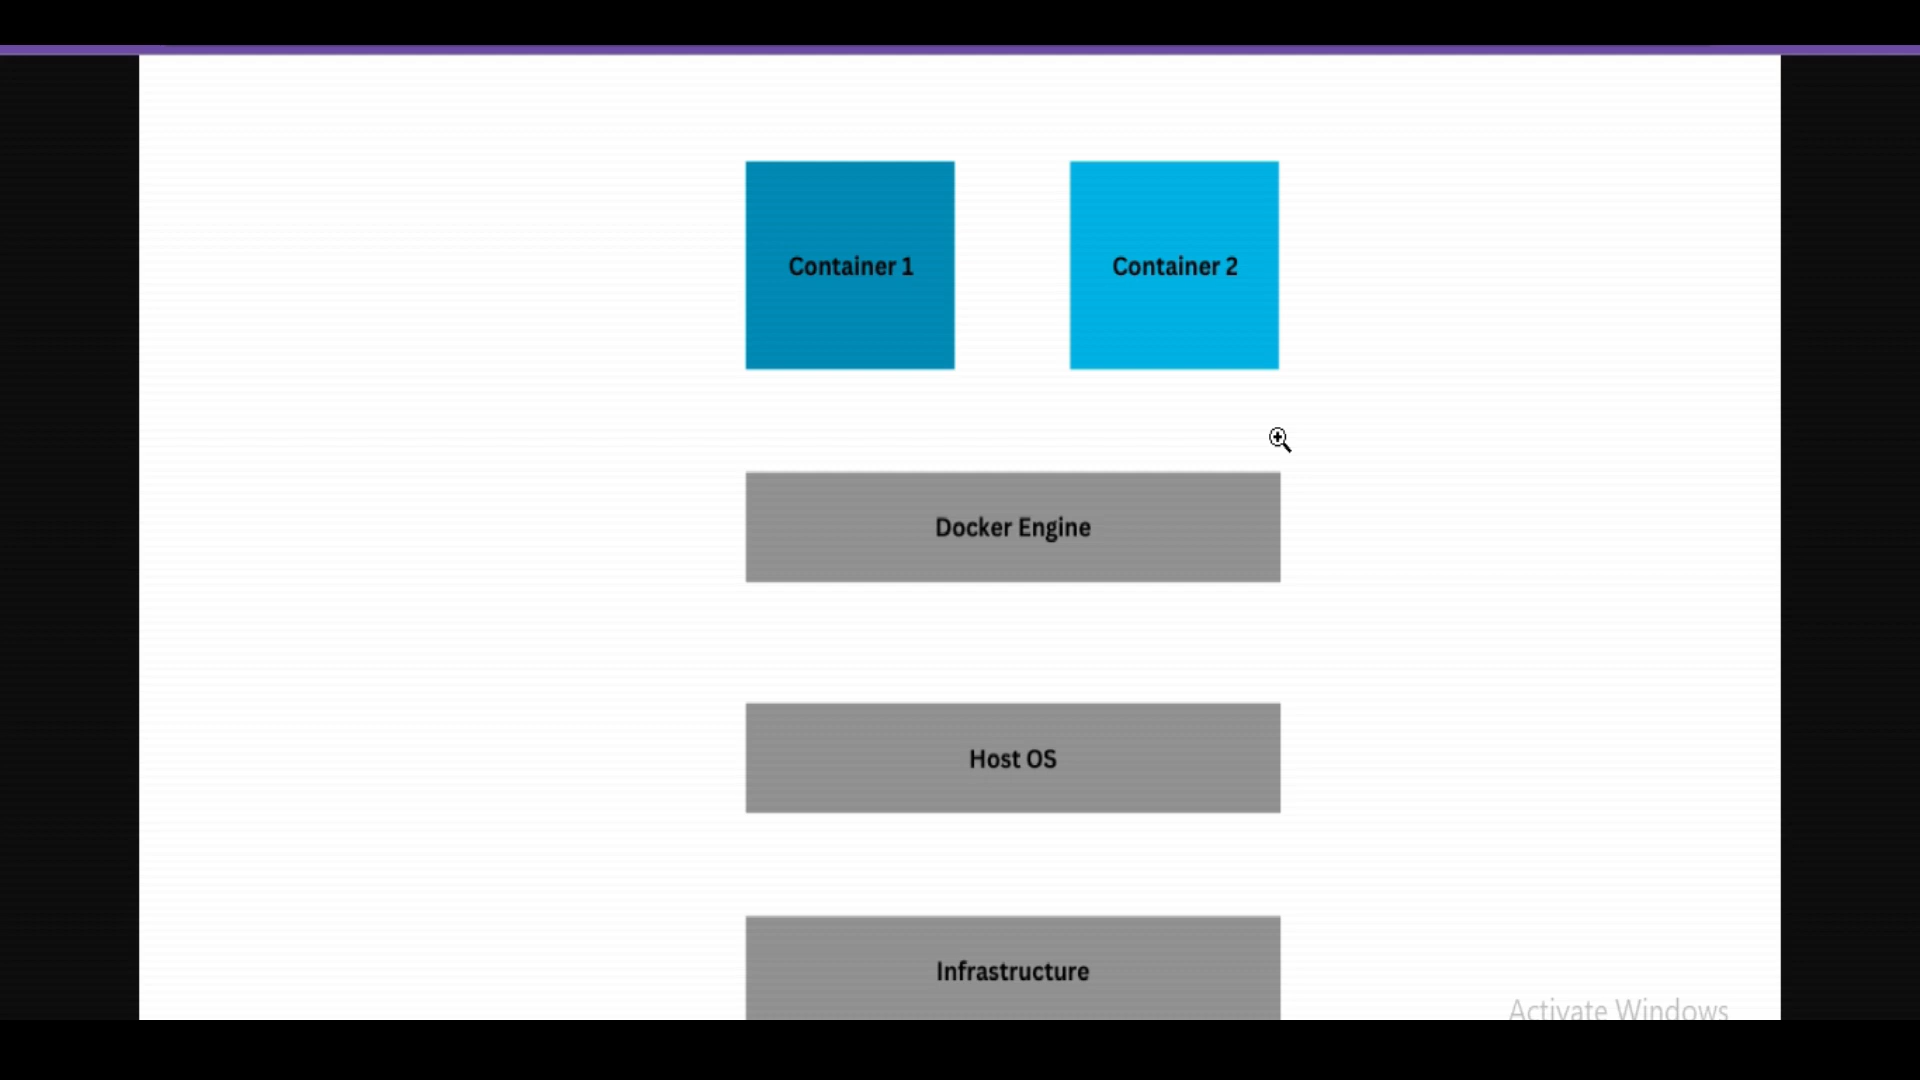 Container 1
Container 2
Docker Engine
Host OS
Infrastructure
Activate Windows